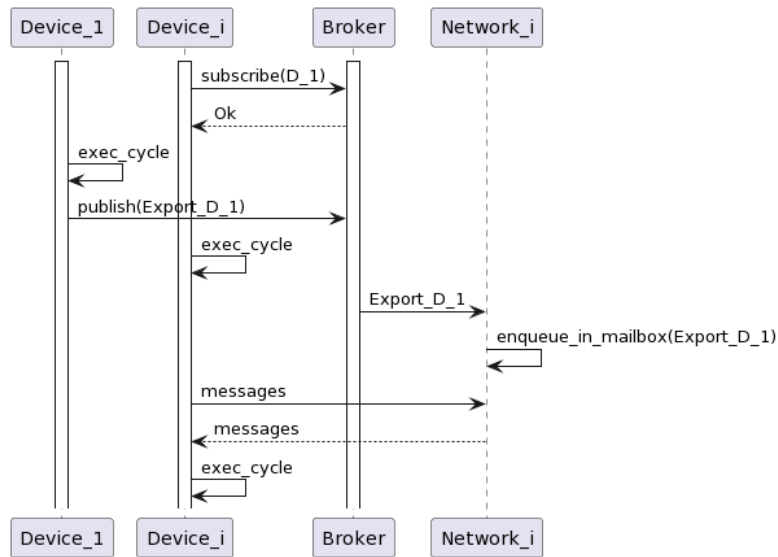 Device_1
Device_i
Broker
Network_i
subscribe(D_1)
Ok
exec_cycle
publish(Export_D_1)
exec_cycle
Export_D_1
enqueue_in_mailbox(Export_D_1)
messages
messages
exec_cycle
Device_1
Device_i
Broker
Network_i